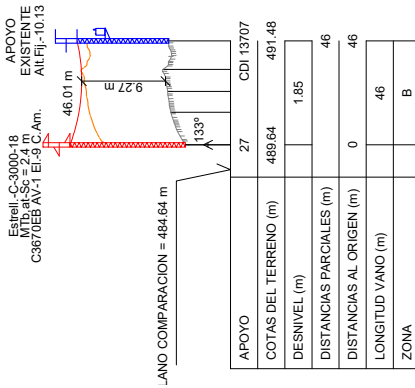 Estrell.-C-3000-18
MTb.at-Sc = 2.4 m
C3670EB AV-1 El.-9 C.Am.
APOYO
EXISTENTE
Alt.Fij.-10.13
46.01 m
9.27 m
133º
LANO COMPARACION = 484.64 m
APOYO 27 CDI 13707
COTAS DEL TERRENO (m) 489.64 491.48
DESNIVEL (m) 1.85
DISTANCIAS PARCIALES (m) 46
DISTANCIAS AL ORIGEN (m) 0 46
LONGITUD VANO (m) 46
ZONA B